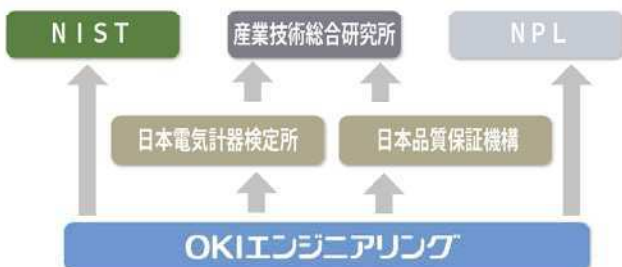 NIST
産業技術総合研究所
NPL
日本電気計器検定所
日本品質保証機構
OKIエンジニアリング